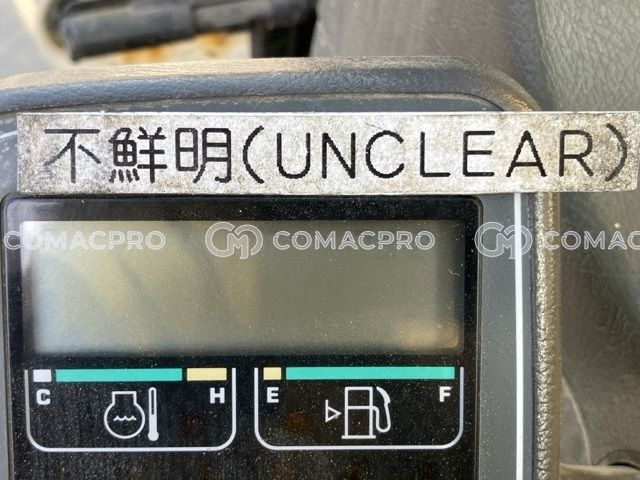 不鮮明(UNCLEAR)
COMACPRO COMACPRO COMACPRO
C H E F